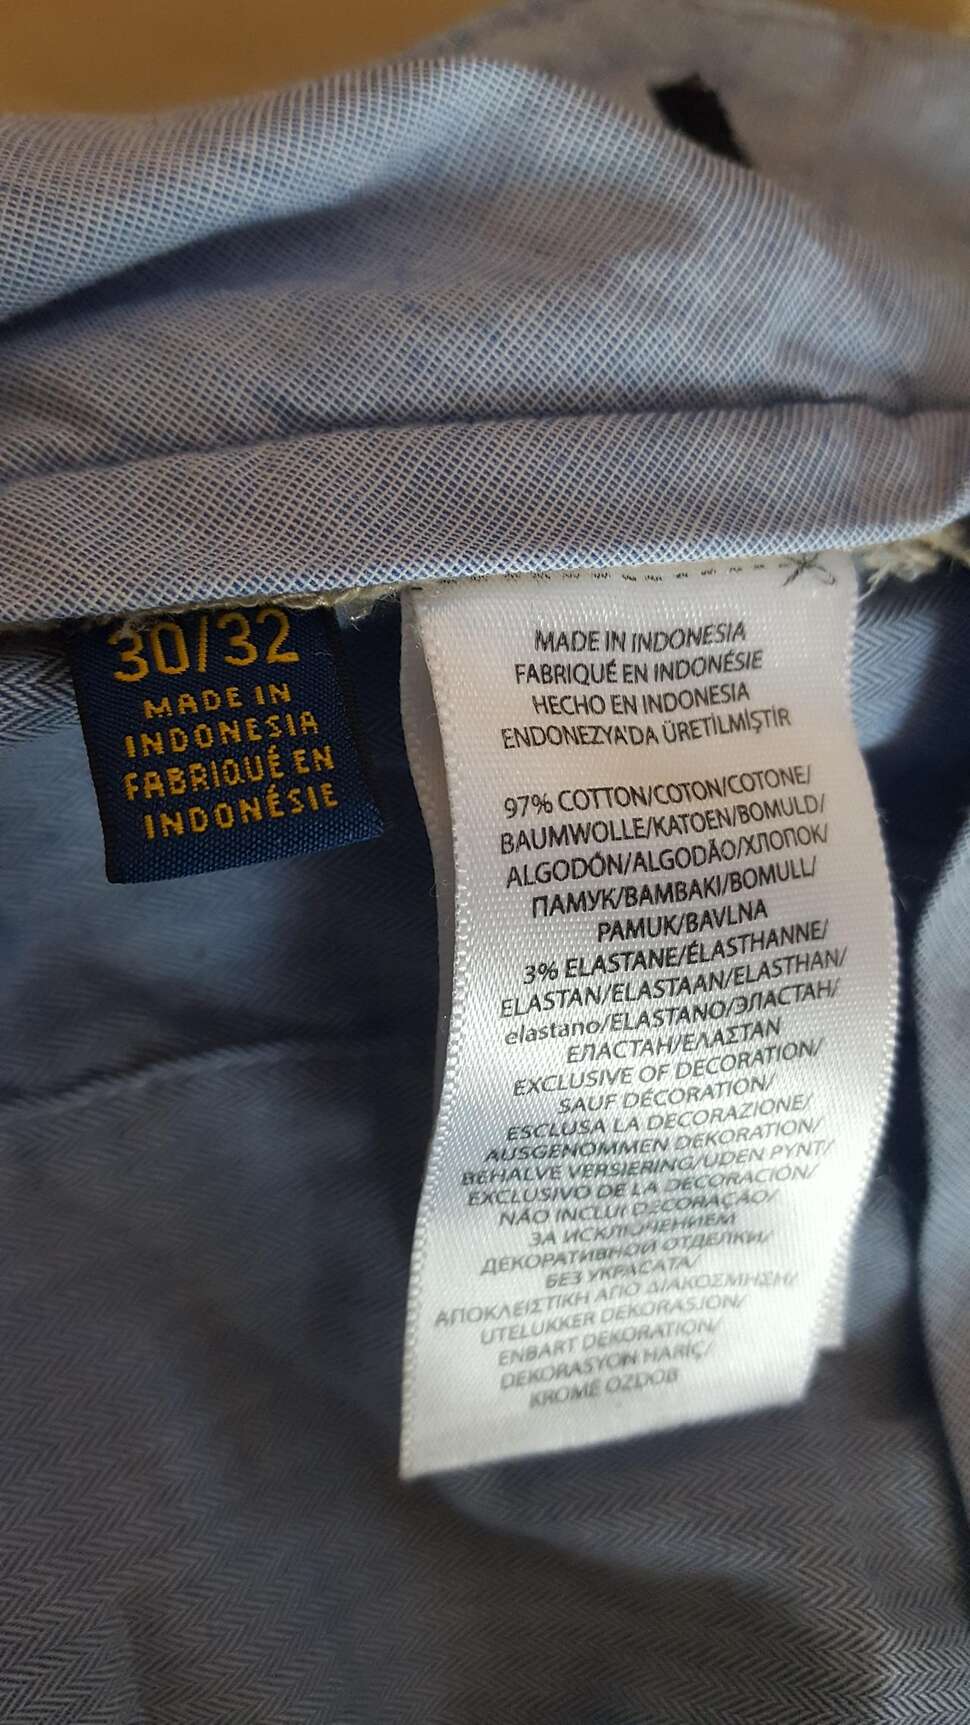 30/32
MADE IN
INDONESIA
FABRIQUÉ EN
INDONÉSIE
MADE IN INDONESIA
FABRIQUÉ EN INDONÉSIE
HECHO EN INDONESIA
ENDONEZYA'DA ÜRETİLMİŞTİR
97% COTTON/COTON/COTONE/
BAUMWOLLE/KATOEN/BOMULD/
ALGODÓN/ALGODÃO/ХЛОПОК/
ПАМУК/ΒΑΜΒΑΚΙ/BOMULL/
PAMUK/BAVLNA
3% ELASTANE/ÉLASTHANNE/
ELASTAN/ELASTAAN/ELASTHAN/
elastano/ELASTANO/ЭЛАСТАН/
ЕЛАСТАН/ΕΛΑΣΤΑΝ
EXCLUSIVE OF DECORATION/
SAUF DÉCORATION/
ESCLUSA LA DECORAZIONE/
AUSGENOMMEN DEKORATION/
BEHALVE VERSIERING/UDEN PYNT/
EXCLUSIVO DE LA DECORACIÓN/
NÃO INCLUI DECORAÇÃO/
ЗА ИСКЛЮЧЕНИЕМ
ДЕКОРАТИВНОЙ ОТДЕЛКИ/
БЕЗ УКРАСАТА/
ΑΠΟΚΛΕΙΣΤΙΚΗ ΑΠΟ ΔΙΑΚΟΣΜΗΣΗ/
UTELUKKER DEKORASJON/
ENBART DEKORATION/
DEKORASYON HARİÇ/
KROMĚ OZDOB